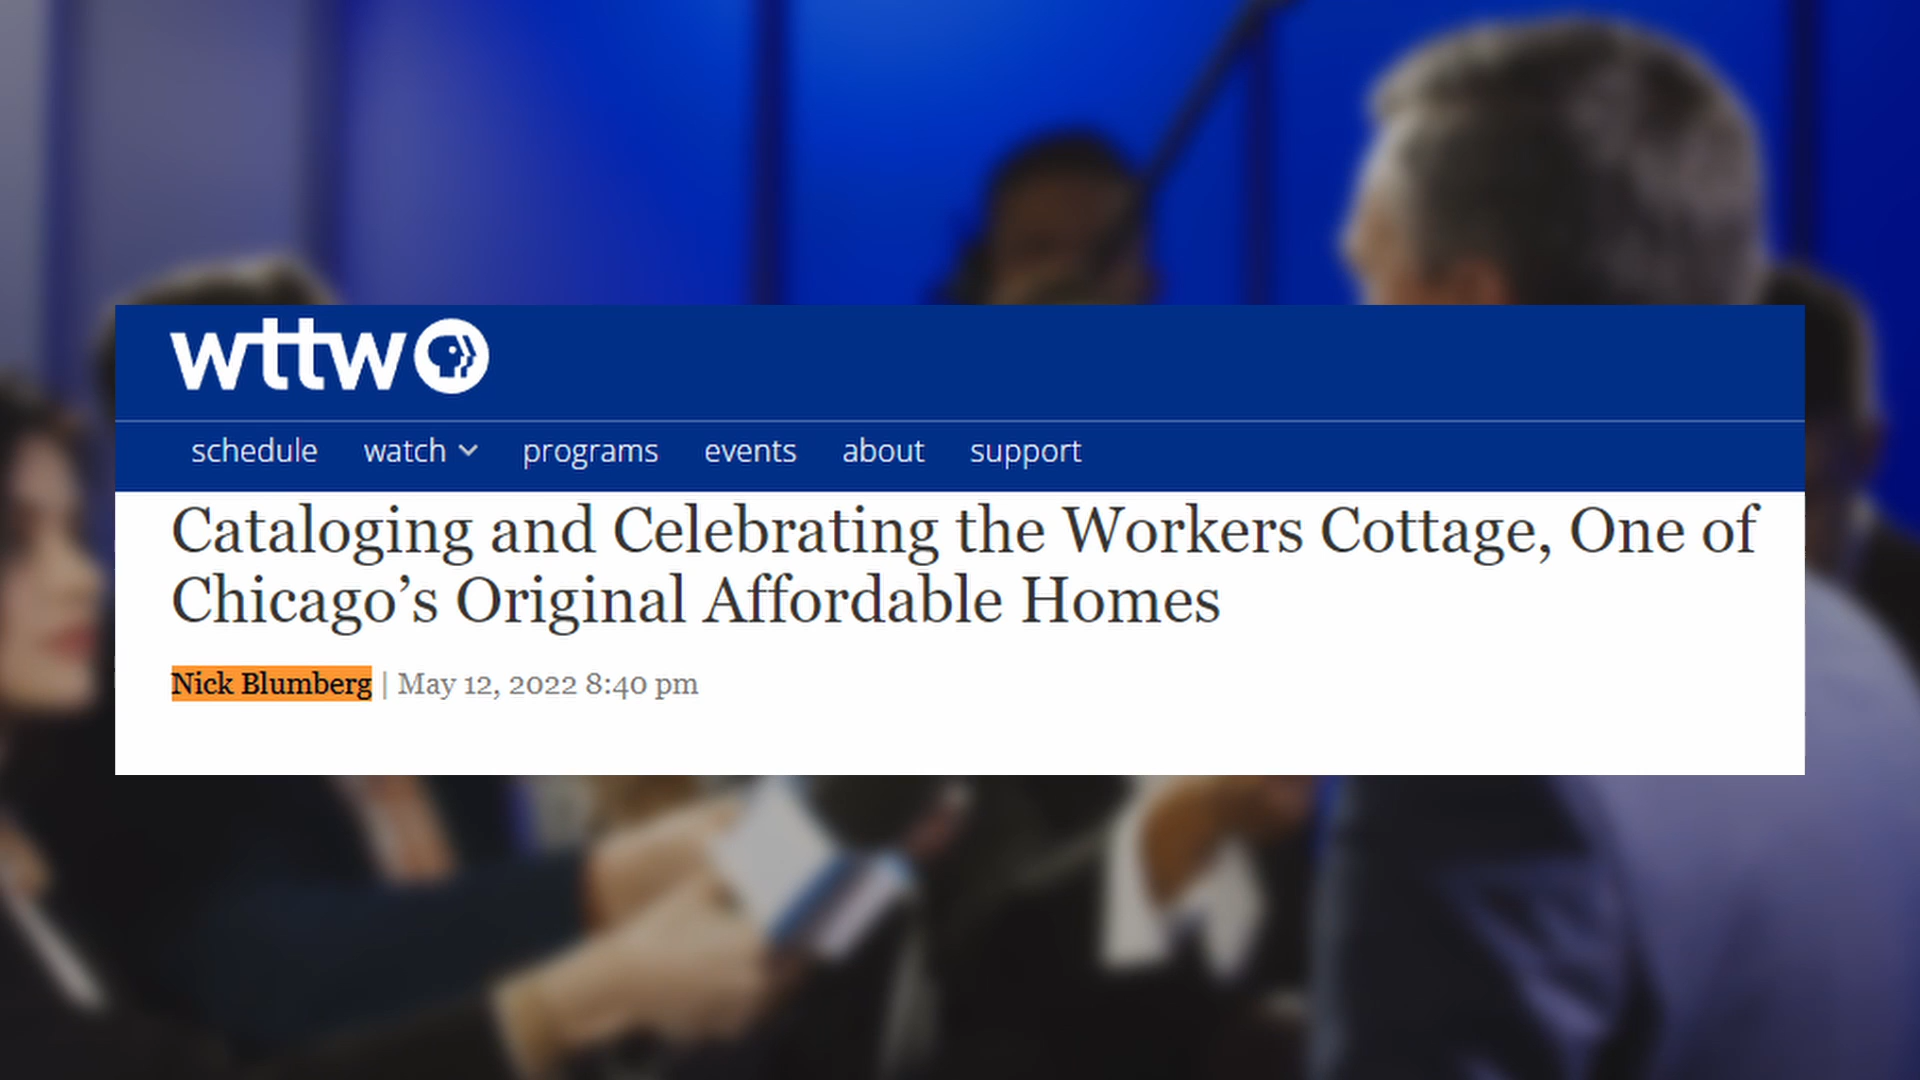 wttw
schedule watch programs events about support
Cataloging and Celebrating the Workers Cottage, One of
Chicago’s Original Affordable Homes
Nick Blumberg | May 12, 2022 8:40 pm